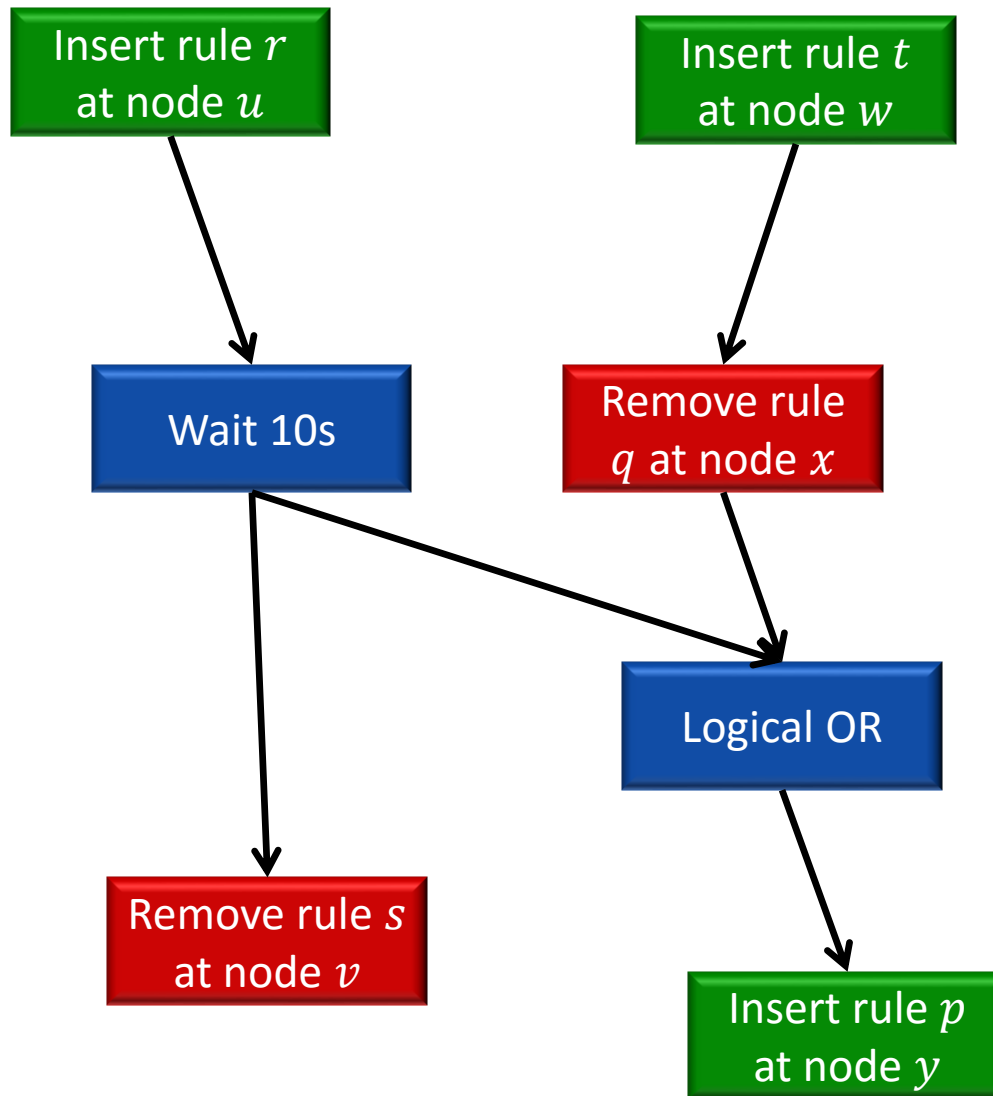 Insert rule r
at node u
Insert rule t
at node w
Wait 10s
Remove rule
q at node x
Logical OR
Remove rule s
at node v
Insert rule p
at node y